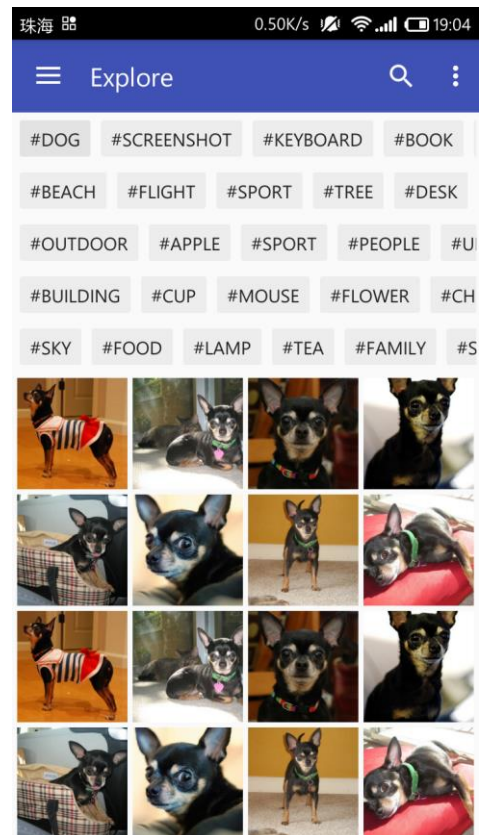 珠海 0.50K/s 19:04
Explore
#DOG #SCREENSHOT #KEYBOARD #BOOK
#BEACH #FLIGHT #SPORT #TREE #DESK
#OUTDOOR #APPLE #SPORT #PEOPLE #U
#BUILDING #CUP #MOUSE #FLOWER #CH
#SKY #FOOD #LAMP #TEA #FAMILY #S